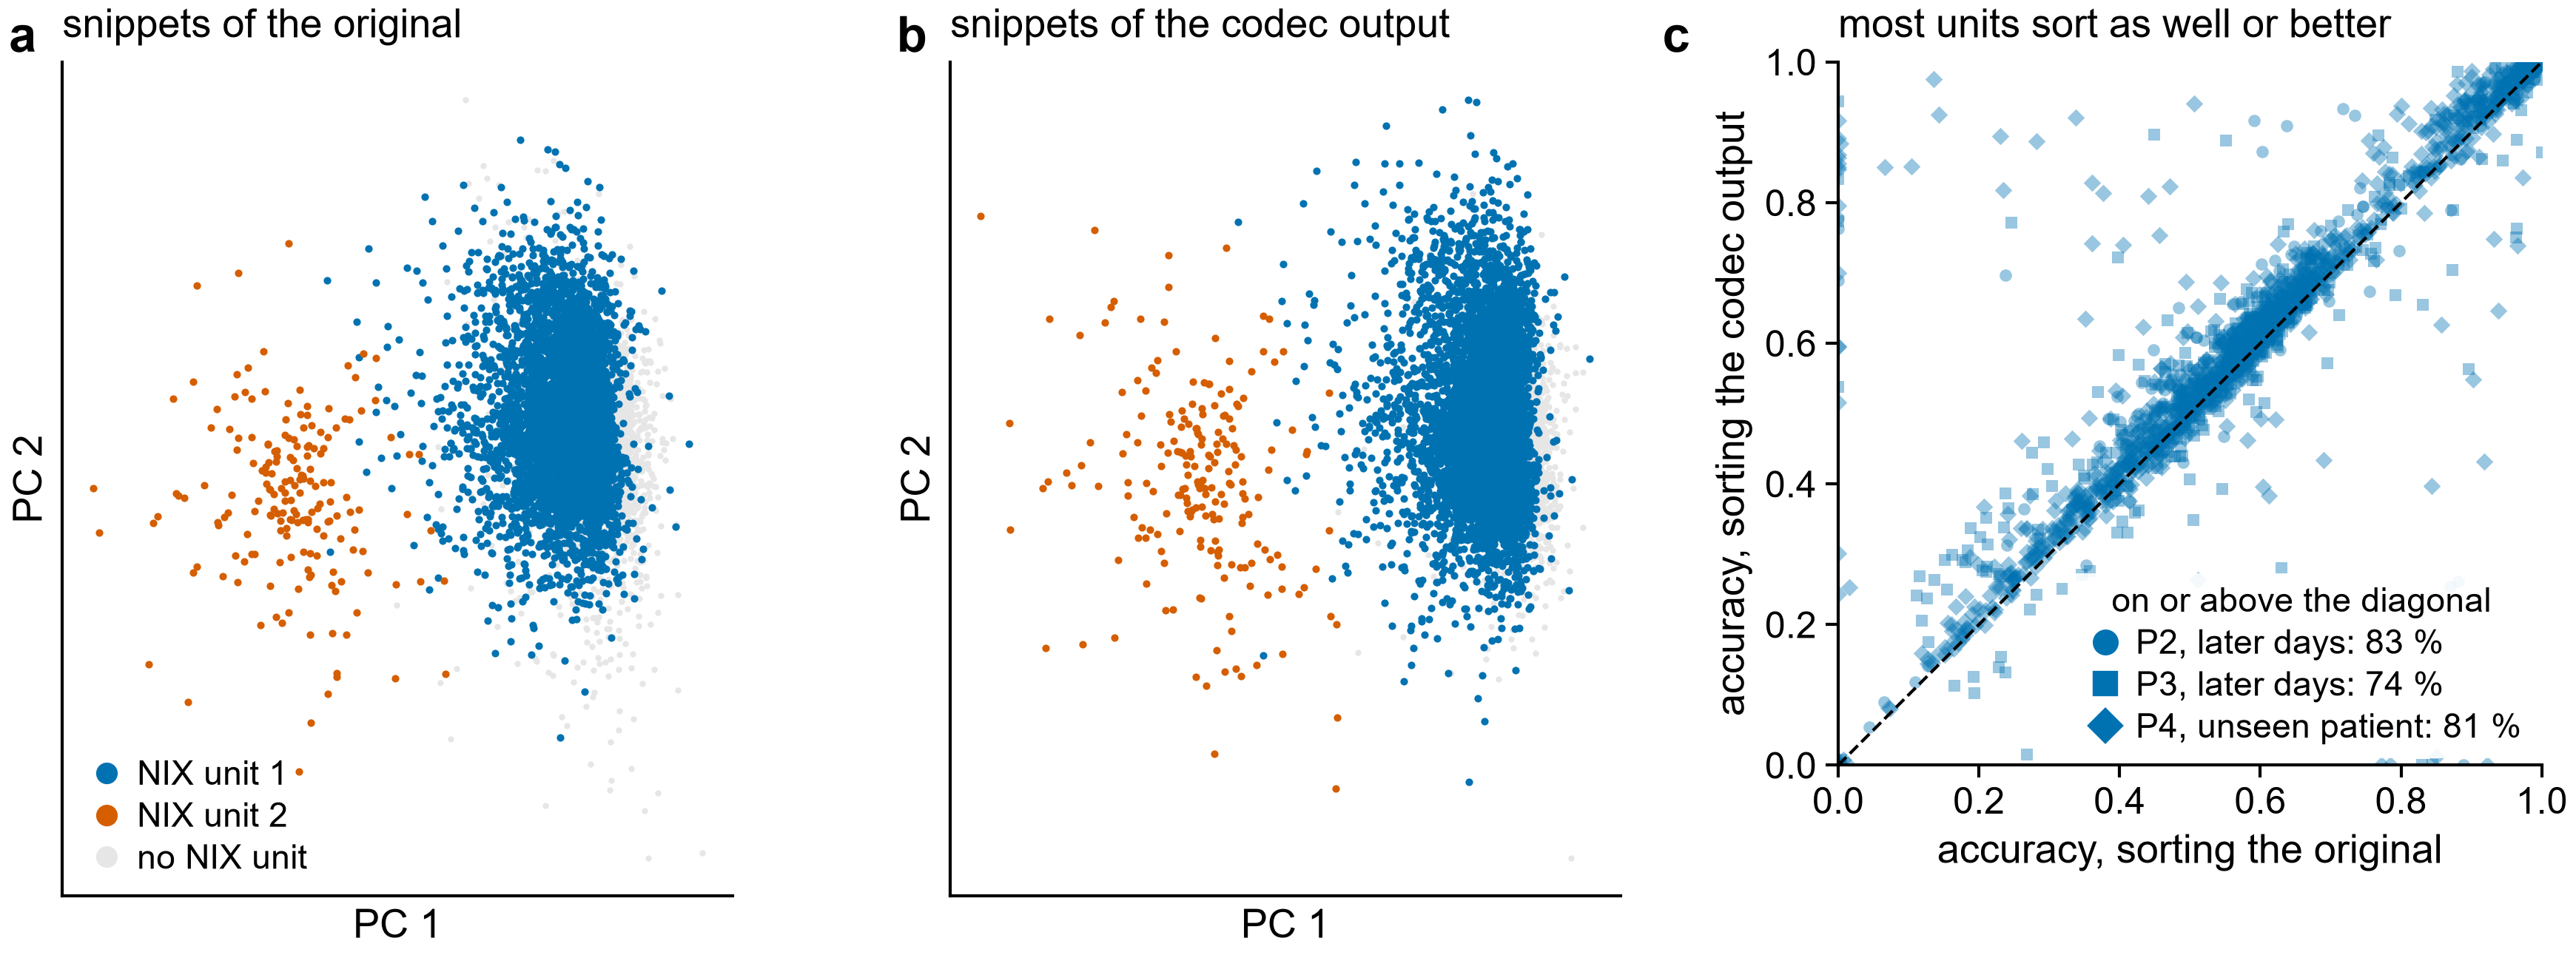 a
snippets of the original
PC 2
NIX unit 1
NIX unit 2
no NIX unit
PC 1
b
snippets of the codec output
PC 2
PC 1
c
most units sort as well or better
accuracy, sorting the codec output
1.0
0.8
0.6
0.4
0.2
0.0
on or above the diagonal
P2, later days: 83 %
P3, later days: 74 %
P4, unseen patient: 81 %
0.0 0.2 0.4 0.6 0.8 1.0
accuracy, sorting the original